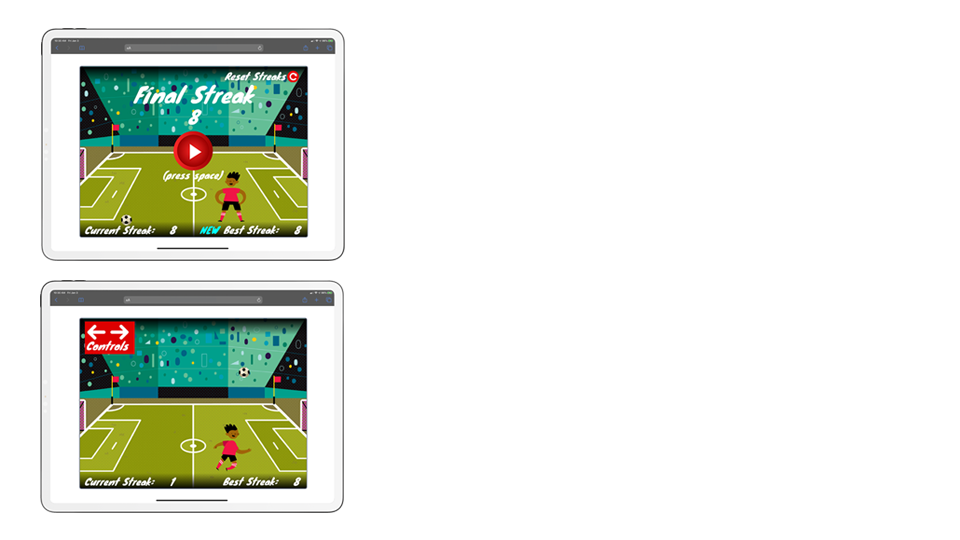 Reset Streaks
Final Streak
8
(press space)
Current Streak: 8 NEW Best Streak: 8
Controls
Current Streak: 1 Best Streak: 8